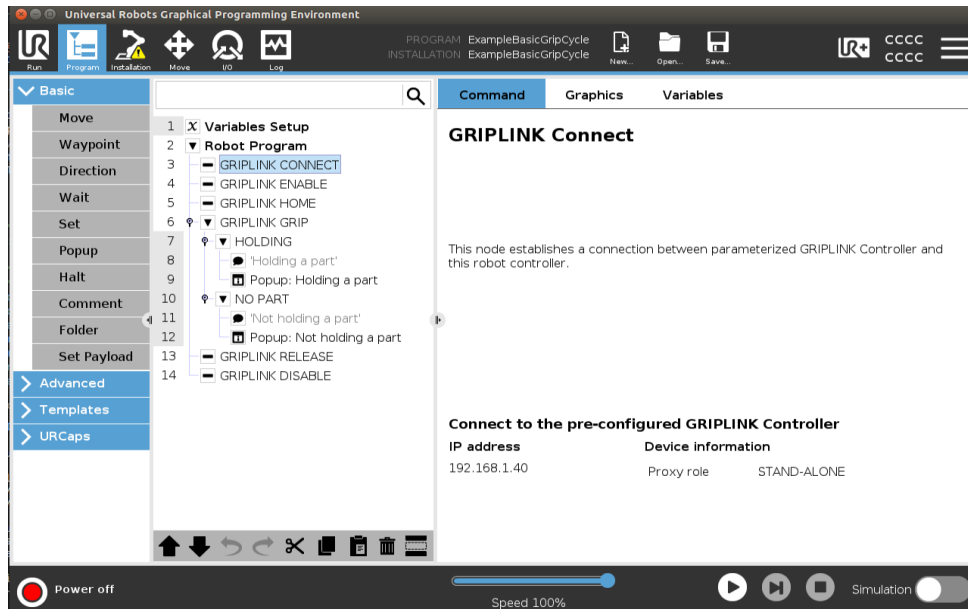 Universal Robots Graphical Programming Environment
PROGRAM ExampleBasicGripCycle
INSTALLATION ExampleBasicGripCycle
Run
Program
Installation
Move
I/O
Log
New...
Open...
Save...
UR+
CCCC
CCCC
Basic
Move
Waypoint
Direction
Wait
Set
Popup
Halt
Comment
Folder
Set Payload
Advanced
Templates
URCaps
1 X Variables Setup
2 Robot Program
3 GRIPLINK CONNECT
4 GRIPLINK ENABLE
5 GRIPLINK HOME
6 GRIPLINK GRIP
7 HOLDING
8 'Holding a part'
9 Popup: Holding a part
10 NO PART
11 'Not holding a part'
12 Popup: Not holding a part
13 GRIPLINK RELEASE
14 GRIPLINK DISABLE
Command Graphics Variables
GRIPLINK Connect
This node establishes a connection between parameterized GRIPLINK Controller and
this robot controller.
Connect to the pre-configured GRIPLINK Controller
IP address Device information
192.168.1.40 Proxy role STAND-ALONE
Power off
Speed 100%
Simulation